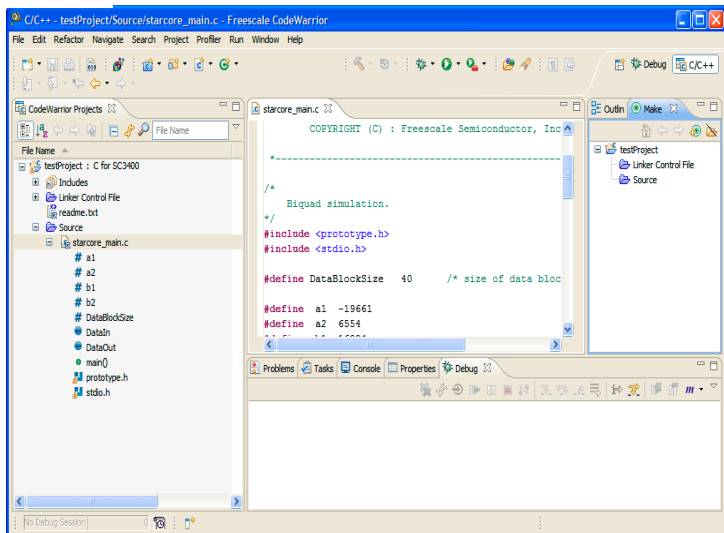 C/C++ - testProject/Source/starcore_main.c - Freescale CodeWarrior
File Edit Refactor Navigate Search Project Profiler Run Window Help
Debug C/C++
CodeWarrior Projects
File Name
File Name
testProject : C for SC3400
Includes
Linker Control File
readme.txt
Source
starcore_main.c
# a1
# a2
# b1
# b2
# DataBlockSize
DataIn
DataOut
main()
prototype.h
stdio.h
starcore_main.c
COPYRIGHT (C) : Freescale Semiconductor, Inc
*-----------------------------------------
/*
Biquad simulation.
*/
#include <prototype.h>
#include <stdio.h>
#define DataBlockSize 40 /* size of data bloc
#define a1 -19661
#define a2 6554
Outlin Make
testProject
Linker Control File
Source
Problems Tasks Console Properties Debug
No Debug Session 0